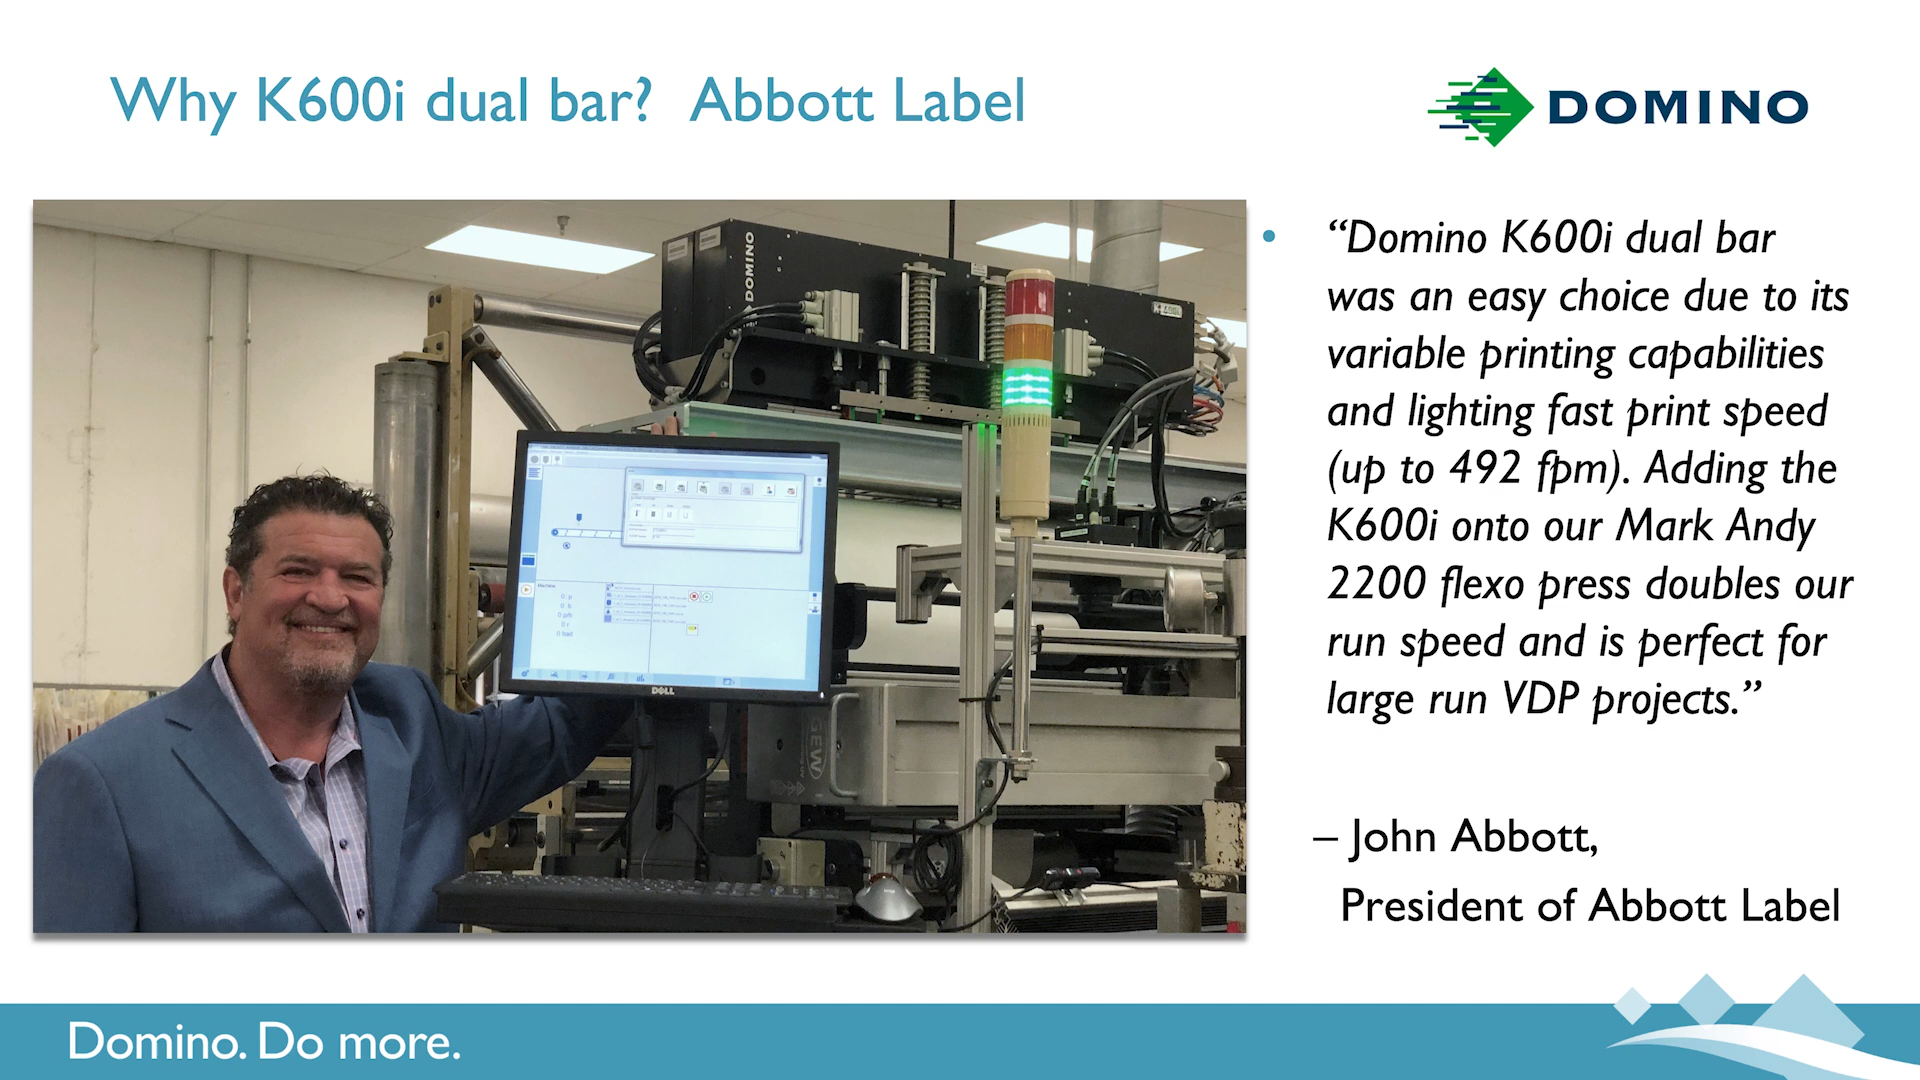 Why K600i dual bar?  Abbott Label
DOMINO
• “Domino K600i dual bar
was an easy choice due to its
variable printing capabilities
and lighting fast print speed
(up to 492 fpm). Adding the
K600i onto our Mark Andy
2200 flexo press doubles our
run speed and is perfect for
large run VDP projects.”
– John Abbott,
President of Abbott Label
DOMINO
DELL
GEW
Domino. Do more.